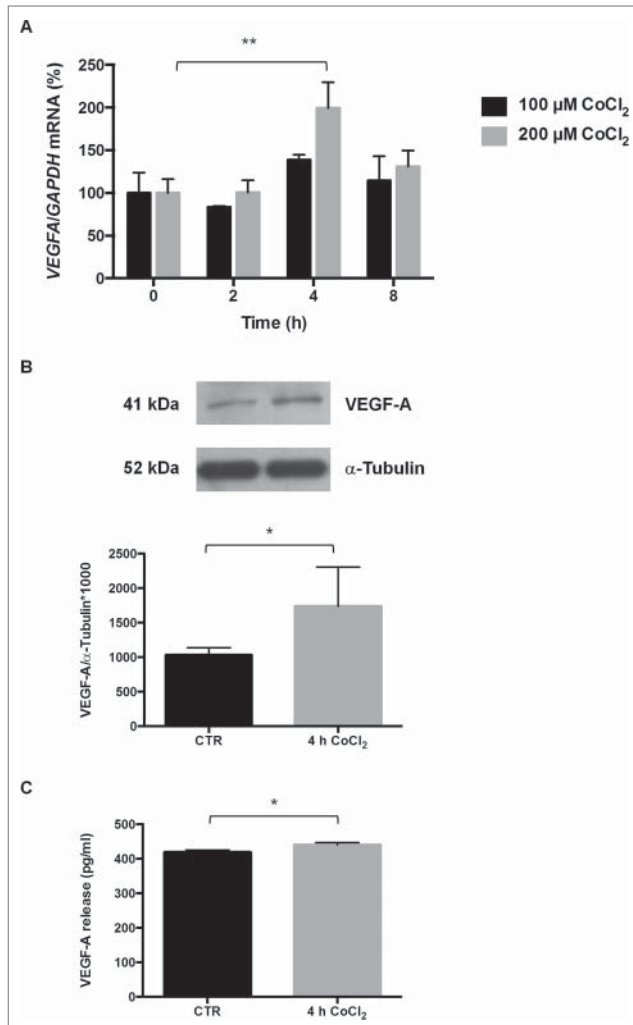 A
**
VEGFA/GAPDH mRNA (%)
250
200
150
100
50
0
0 2 4 8
Time (h)
100 µM CoCl₂
200 µM CoCl₂
B
41 kDa VEGF-A
52 kDa α-Tubulin
*
VEGF-A/α-Tubulin*1000
2500
2000
1500
1000
500
0
CTR 4 h CoCl₂
C
*
VEGF-A release (pg/ml)
500
400
300
200
100
0
CTR 4 h CoCl₂